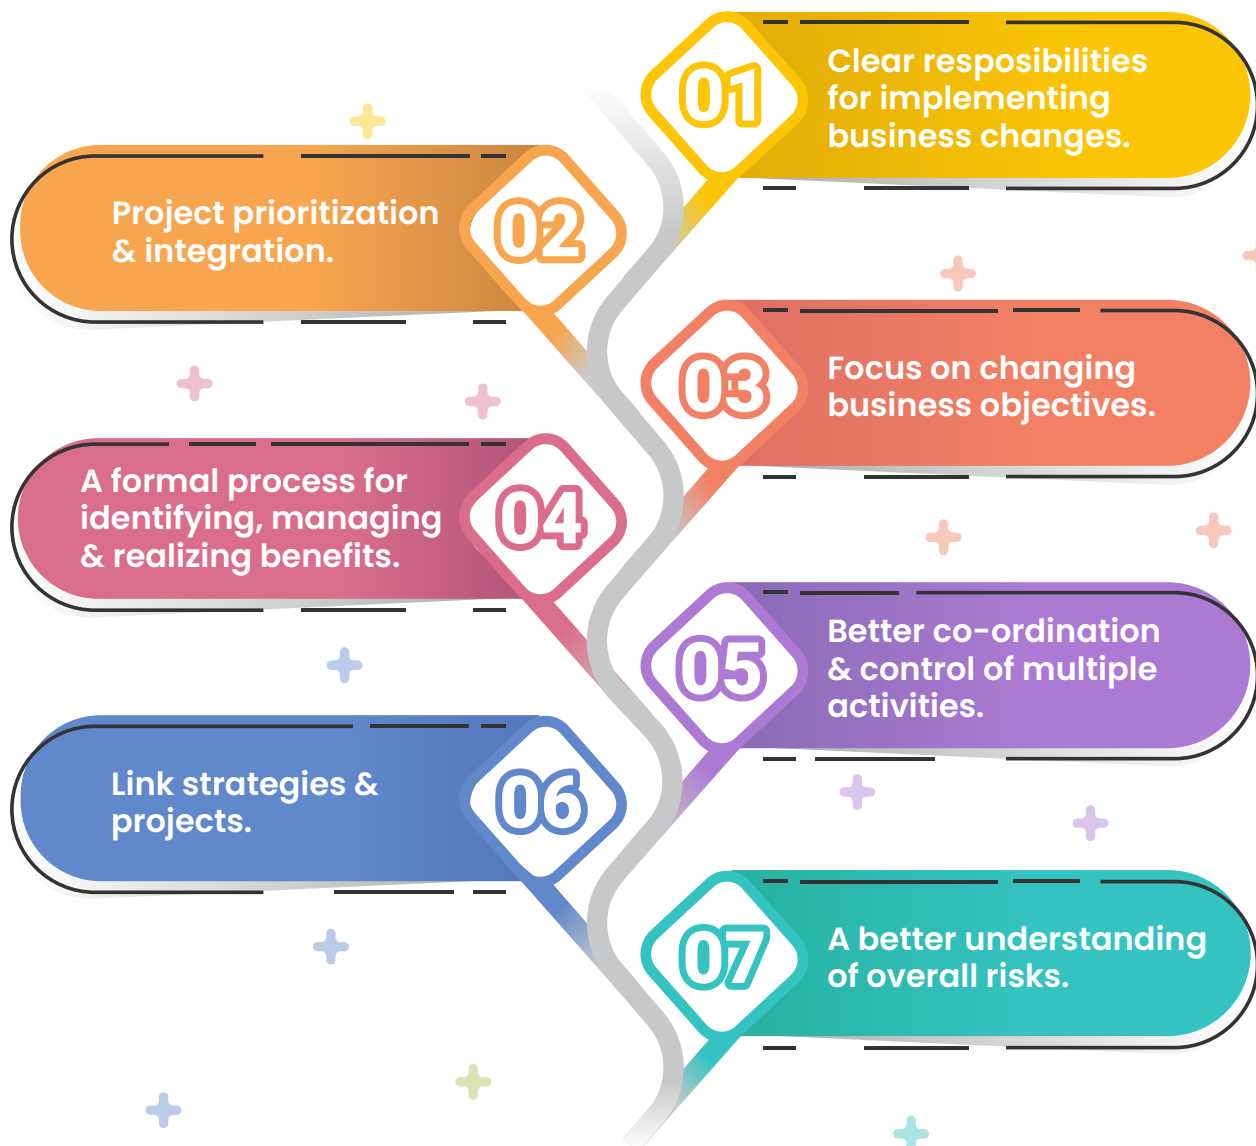 01
Clear resposibilities
for implementing
business changes.
02
Project prioritization
& integration.
03
Focus on changing
business objectives.
04
A formal process for
identifying, managing
& realizing benefits.
05
Better co-ordination
& control of multiple
activities.
06
Link strategies &
projects.
07
A better understanding
of overall risks.